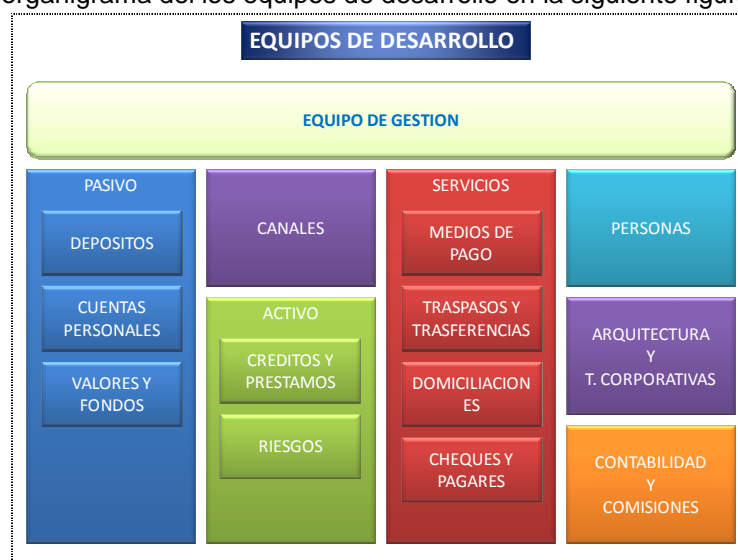 organigrama del los equipos de desarrollo en la siguiente
EQUIPOS DE DESARROLLO
EQUIPO DE GESTION
PASIVO
DEPOSITOS
CUENTAS
PERSONALES
VALORES Y
FONDOS
CANALES
ACTIVO
CREDITOS Y
PRESTAMOS
RIESGOS
SERVICIOS
MEDIOS DE
PAGO
TRASPASOS Y
TRASFERENCIAS
DOMICILIACION
ES
CHEQUES Y
PAGARES
PERSONAS
ARQUITECTURA
Y
T. CORPORATIVAS
CONTABILIDAD
Y
COMISIONES